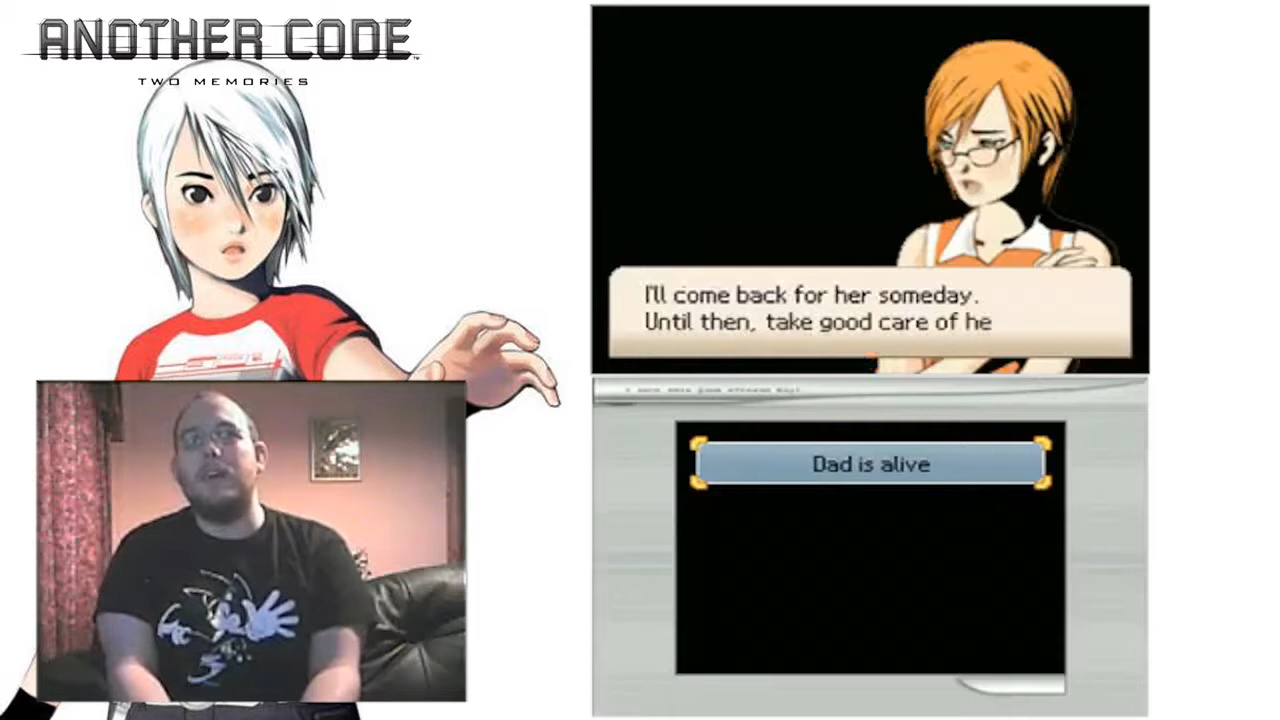 ANOTHER CODE
TWO MEMORIES
I'll come back for her someday.
Until then, take good care of he
Dad is alive